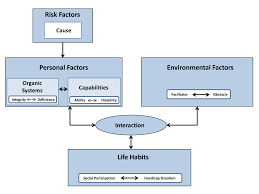 Risk Factors
Cause
Personal Factors
Organic Systems
Integrity Deficience
Capabilities
Ability Disability
Environmental Factors
Facilitator Obstacle
Interaction
Life Habits
Social Participation Handicap Situation